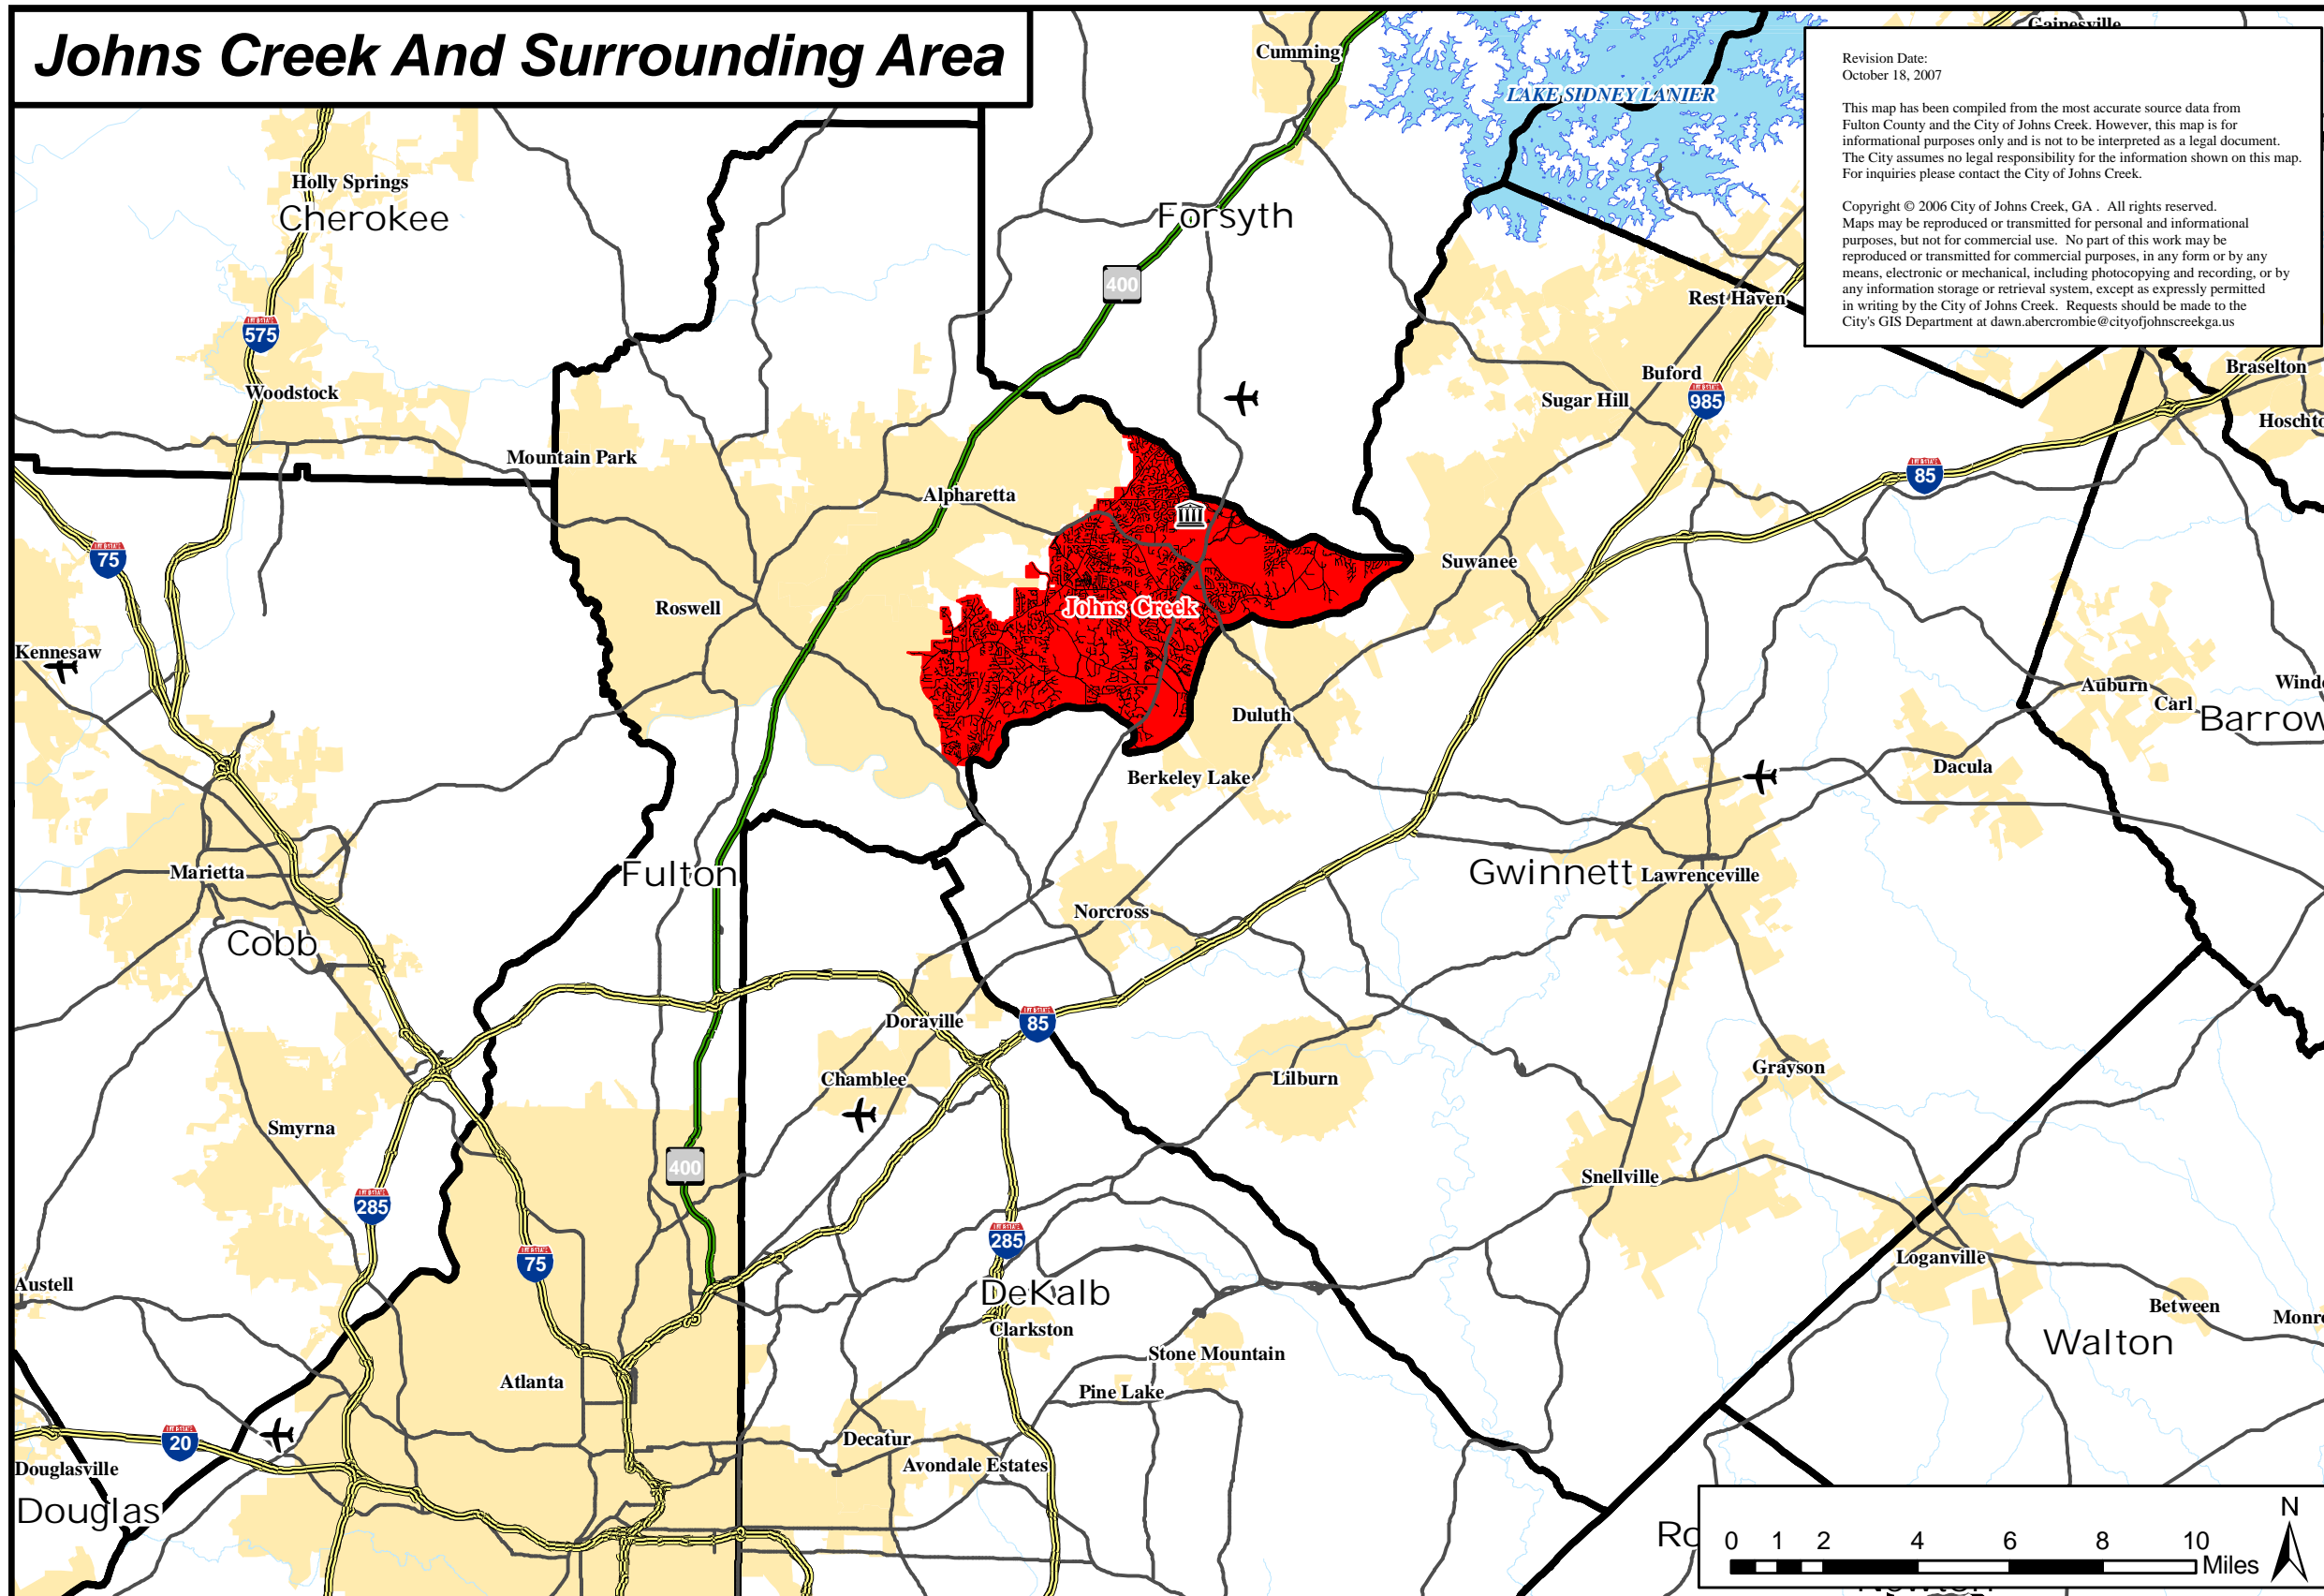 Johns Creek And Surrounding Area
Gainesville
Cumming
LAKE SIDNEY LANIER
Revision Date:
October 18, 2007
This map has been compiled from the most accurate source data from
Fulton County and the City of Johns Creek. However, this map is for
informational purposes only and is not to be interpreted as a legal document.
The City assumes no legal responsibility for the information shown on this map.
For inquiries please contact the City of Johns Creek.
Copyright © 2006 City of Johns Creek, GA . All rights reserved.
Maps may be reproduced or transmitted for personal and informational
purposes, but not for commercial use. No part of this work may be
reproduced or transmitted for commercial purposes, in any form or by any
means, electronic or mechanical, including photocopying and recording, or by
any information storage or retrieval system, except as expressly permitted
in writing by the City of Johns Creek. Requests should be made to the
City's GIS Department at dawn.abercrombie@cityofjohnscreekga.us
Holly Springs
Cherokee
Forsyth
400
Rest Haven
575
Woodstock
Buford
Sugar Hill
985
Braselton
Hoschto
Mountain Park
Alpharetta
85
75
Suwanee
Roswell
Johns Creek
Kennesaw
Auburn
Wind
Carl
Barrow
Duluth
Berkeley Lake
Dacula
Marietta
Fulton
Gwinnett
Lawrenceville
Norcross
Cobb
Doraville
85
Chamblee
Lilburn
Grayson
Smyrna
400
Snellville
285
285
75
Loganville
Austell
DeKalb
Between
Clarkston
Monr
Walton
Stone Mountain
Atlanta
Pine Lake
20
Decatur
Douglasville
Avondale Estates
Douglas
Ro
0 1 2 4 6 8 10
Miles
N